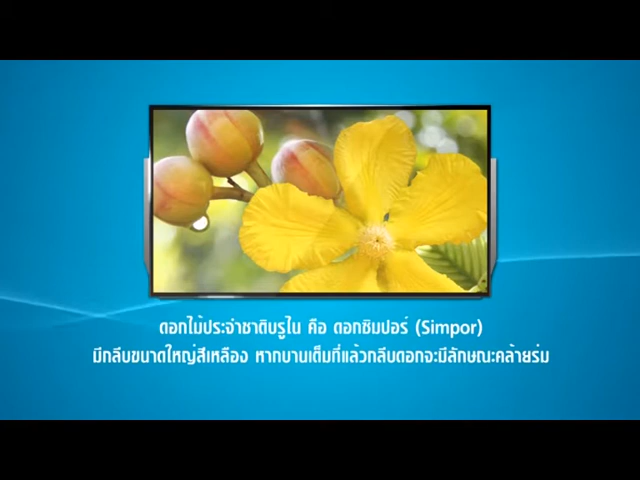 ดอกไม้ประจำชาติบรูไน คือ ดอกซิมปอร์ (Simpor)
มีกลีบขนาดใหญ่สีเหลือง หากบานเต็มที่แล้วกลีบดอกจะมีลักษณะคล้ายร่ม